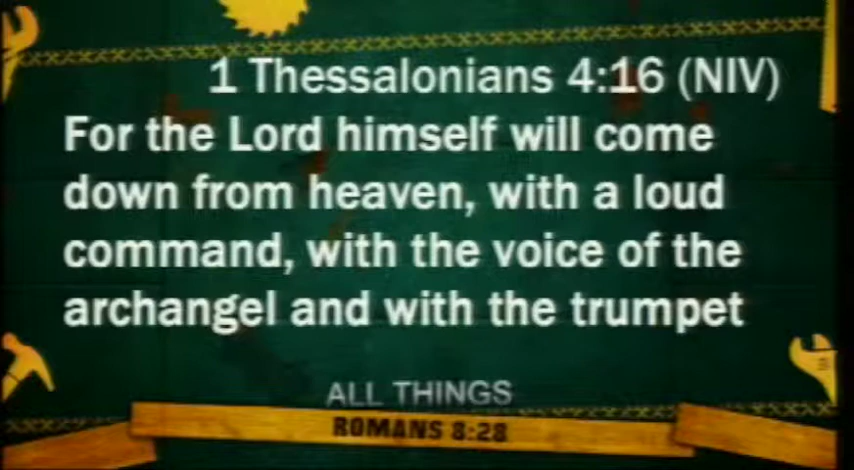 1 Thessalonians 4:16 (NIV)
For the Lord himself will come
down from heaven, with a loud
command, with the voice of the
archangel and with the trumpet
ALL THINGS
ROMANS 8:28